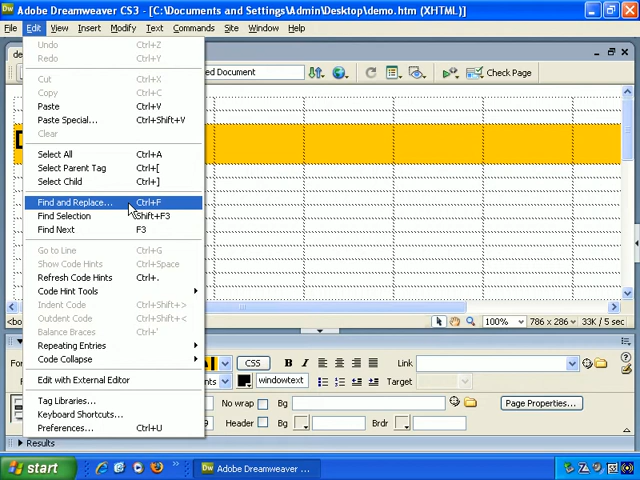 Adobe Dreamweaver CS3 - [C:\Documents and Settings\Admin\Desktop\demo.htm (XHTML)]
File Edit View Insert Modify Text Commands Site Window Help
Undo Ctrl+Z
Redo Ctrl+Y
Cut Ctrl+X
Copy Ctrl+C
Paste Ctrl+V
Paste Special... Ctrl+Shift+V
Clear
Select All Ctrl+A
Select Parent Tag Ctrl+[
Select Child Ctrl+]
Find and Replace... Ctrl+F
Find Selection Shift+F3
Find Next F3
Go to Line Ctrl+G
Show Code Hints Ctrl+Space
Refresh Code Hints Ctrl+.
Code Hint Tools
Indent Code Ctrl+Shift+>
Outdent Code Ctrl+Shift+<
Balance Braces Ctrl+'
Repeating Entries
Code Collapse
Edit with External Editor
Tag Libraries...
Keyboard Shortcuts...
Preferences... Ctrl+U
Check Page
100% 786 x 286 33K / 5 sec
CSS B I Link
windowtext Target
No wrap Bg Page Properties...
Header Bg Brdr
Results
start Adobe Dreamweaver ...